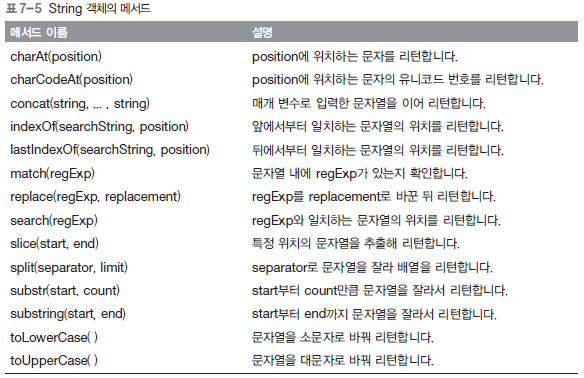 표 7-5 String 객체의 메서드
메서드 이름 설명
charAt(position) position에 위치하는 문자를 리턴합니다.
charCodeAt(position) position에 위치하는 문자의 유니코드 번호를 리턴합니다.
concat(string, ... , string) 매개 변수로 입력한 문자열을 이어 리턴합니다.
indexOf(searchString, position) 앞에서부터 일치하는 문자열의 위치를 리턴합니다.
lastIndexOf(searchString, position) 뒤에서부터 일치하는 문자열의 위치를 리턴합니다.
match(regExp) 문자열 내에 regExp가 있는지 확인합니다.
replace(regExp, replacement) regExp를 replacement로 바꾼 뒤 리턴합니다.
search(regExp) regExp와 일치하는 문자열의 위치를 리턴합니다.
slice(start, end) 특정 위치의 문자열을 추출해 리턴합니다.
split(separator, limit) separator로 문자열을 잘라 배열을 리턴합니다.
substr(start, count) start부터 count만큼 문자열을 잘라서 리턴합니다.
substring(start, end) start부터 end까지 문자열을 잘라서 리턴합니다.
toLowerCase( ) 문자열을 소문자로 바꿔 리턴합니다.
toUpperCase( ) 문자열을 대문자로 바꿔 리턴합니다.